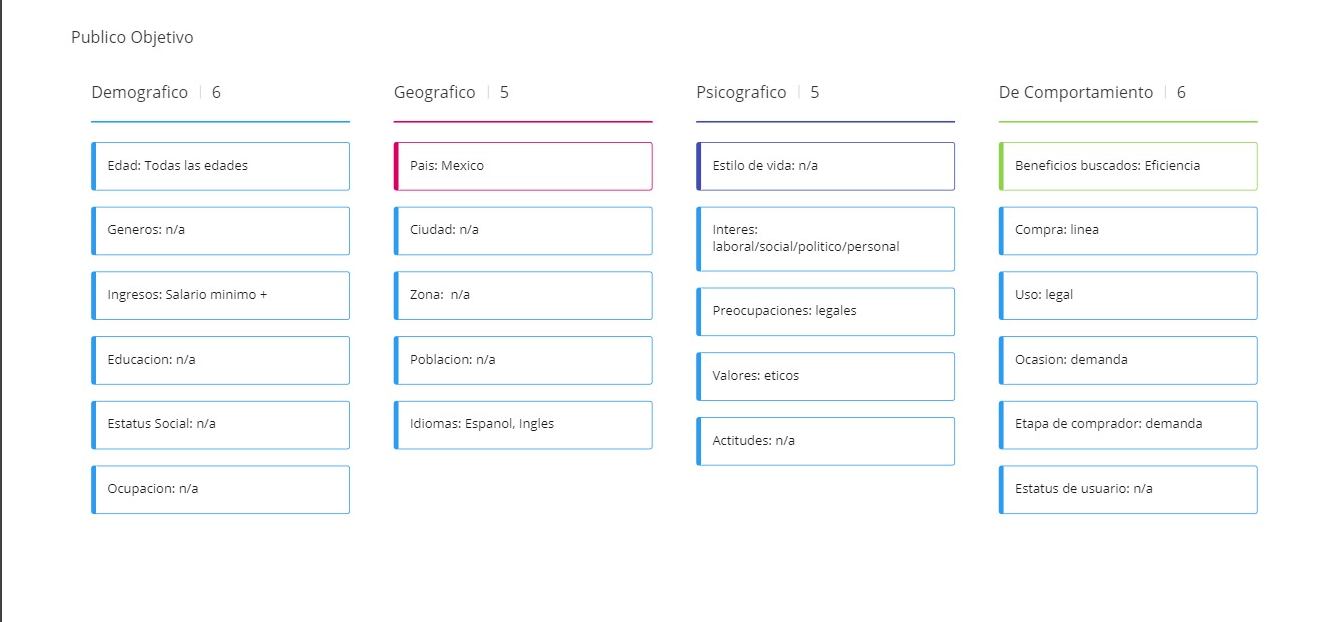 Publico Objetivo
Demografico 6
Edad: Todas las edades
Generos: n/a
Ingresos: Salario minimo +
Educacion: n/a
Estatus Social: n/a
Ocupacion: n/a
Geografico 5
Pais: Mexico
Ciudad: n/a
Zona:  n/a
Poblacion: n/a
Idiomas: Espanol, Ingles
Psicografico 5
Estilo de vida: n/a
Interes:
laboral/social/politico/personal
Preocupaciones: legales
Valores: eticos
Actitudes: n/a
De Comportamiento 6
Beneficios buscados: Eficiencia
Compra: linea
Uso: legal
Ocasion: demanda
Etapa de comprador: demanda
Estatus de usuario: n/a